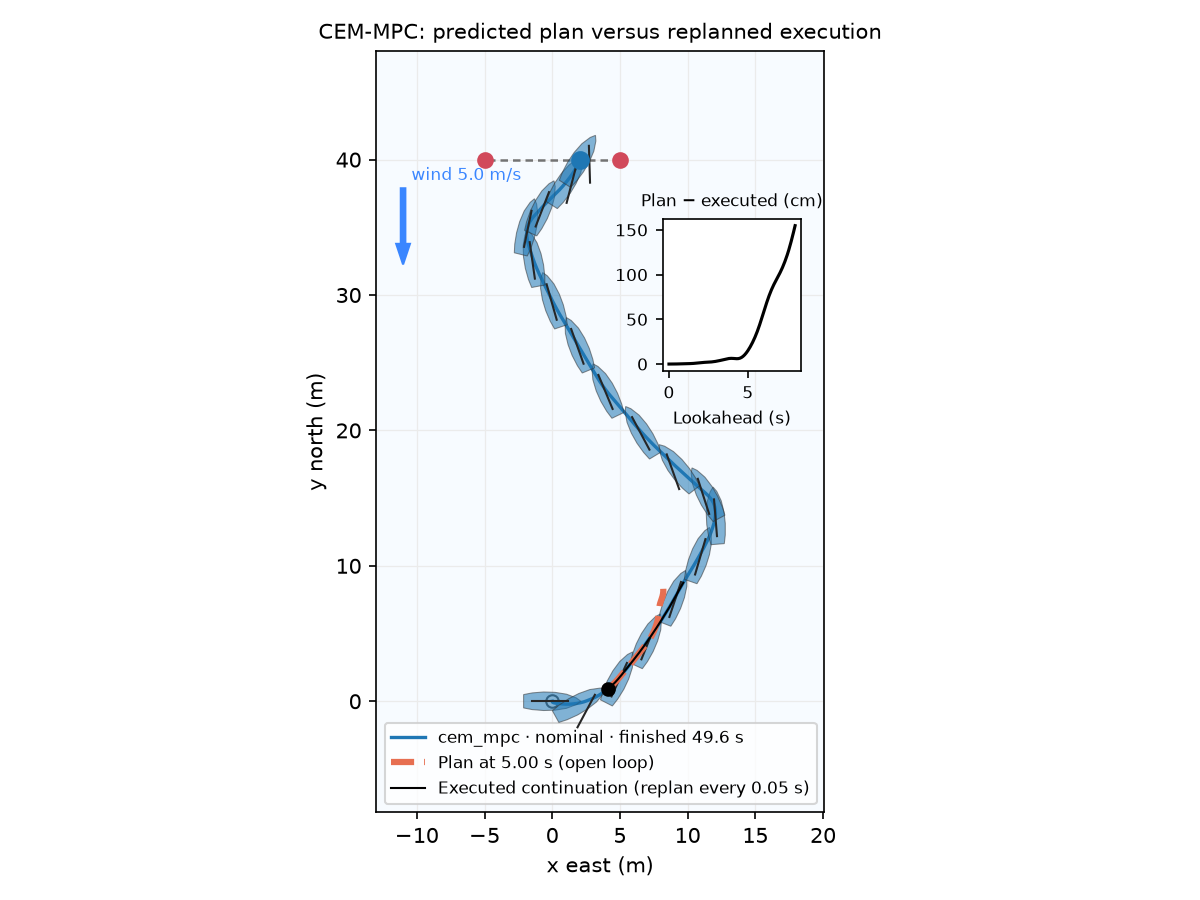 CEM-MPC: predicted plan versus replanned execution
40
30
20
10
0
y north (m)
wind 5.0 m/s
Plan − executed (cm)
150
100
50
0
0
5
Lookahead (s)
cem_mpc · nominal · finished 49.6 s
Plan at 5.00 s (open loop)
Executed continuation (replan every 0.05 s)
−10
−5
0
5
10
15
20
x east (m)